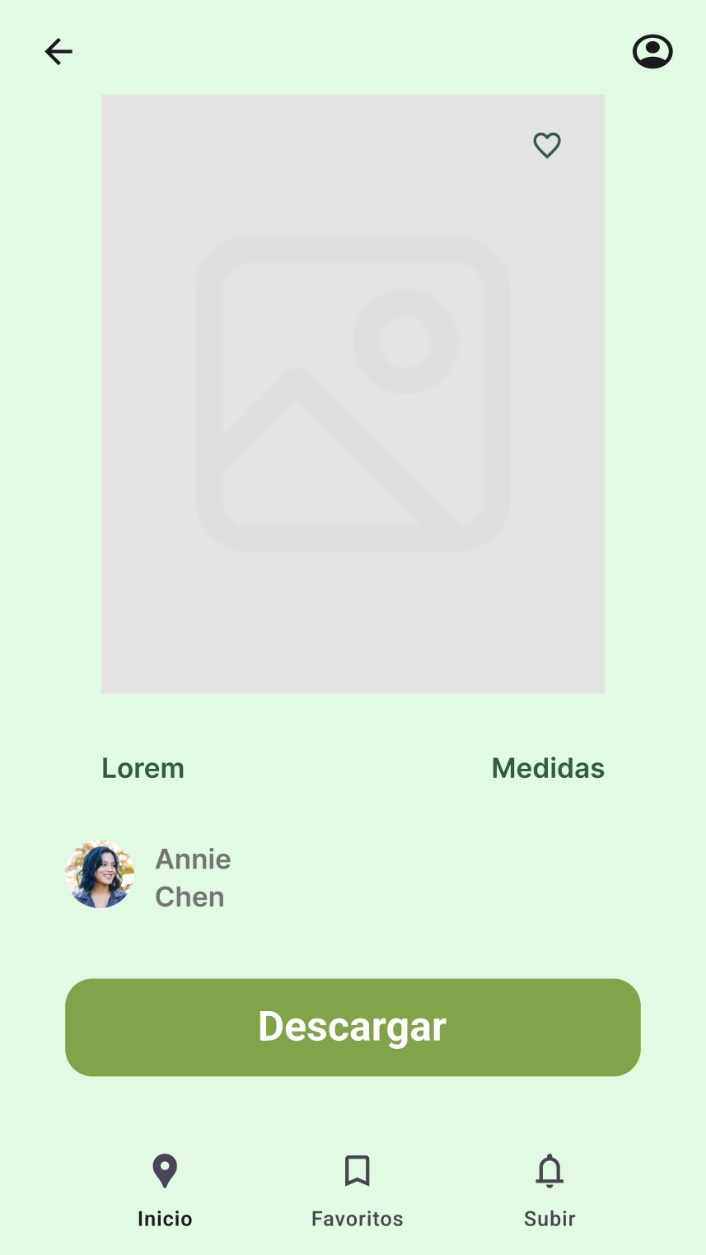 Lorem
Medidas
Annie
Chen
Descargar
Inicio
Favoritos
Subir